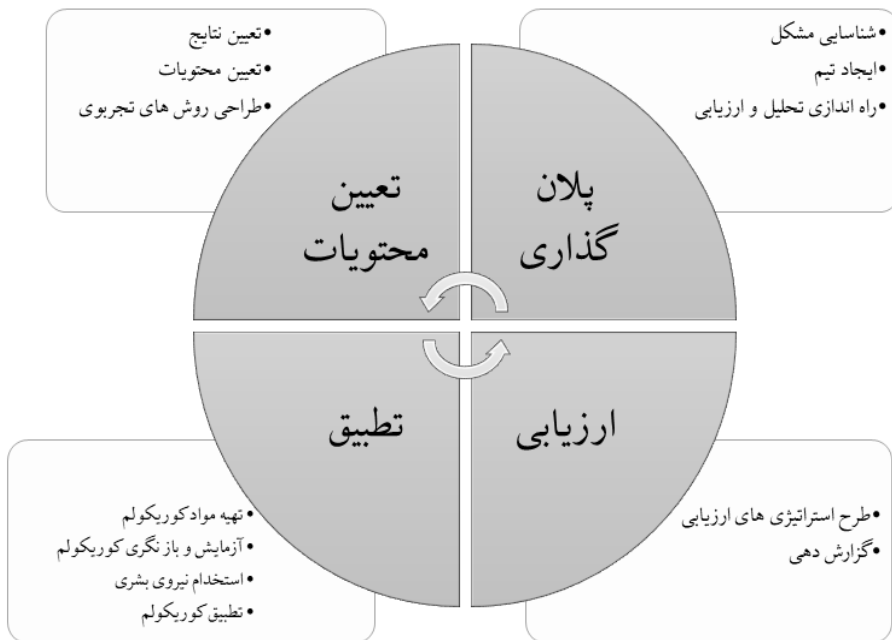 شناسایی مشکل•
ایجاد تیم•
راه اندازی تحلیل و ارزیابی•
پلان
گذاری
تعیین نتایج•
تعیین محتویات•
طراحی روش های تجربوی•
تعیین
محتویات
تطبیق
تهیه مواد کوریکولم•
آزمایش و باز نگری کوریکولم•
استخدام نیروی بشری•
تطبیق کوریکولم•
ارزیابی
طرح استراتیژی های ارزیابی•
گزارش دهی•